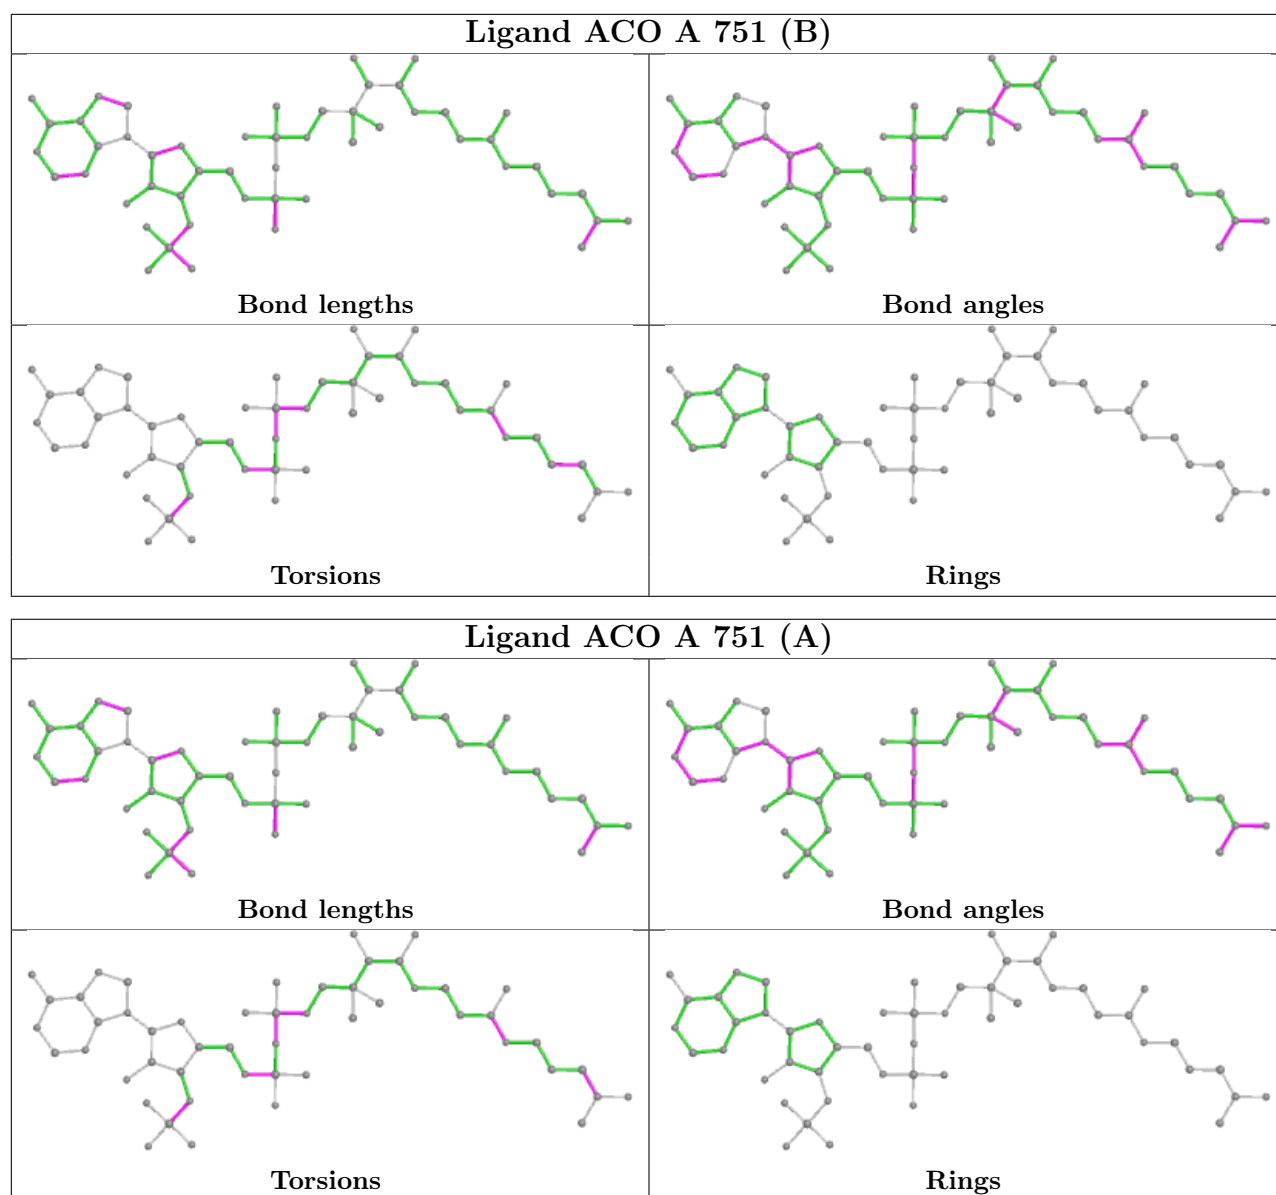 Ligand ACO A 751 (B)
Bond lengths
Bond angles
Torsions
Rings
Ligand ACO A 751 (A)
Bond lengths
Bond angles
Torsions
Rings